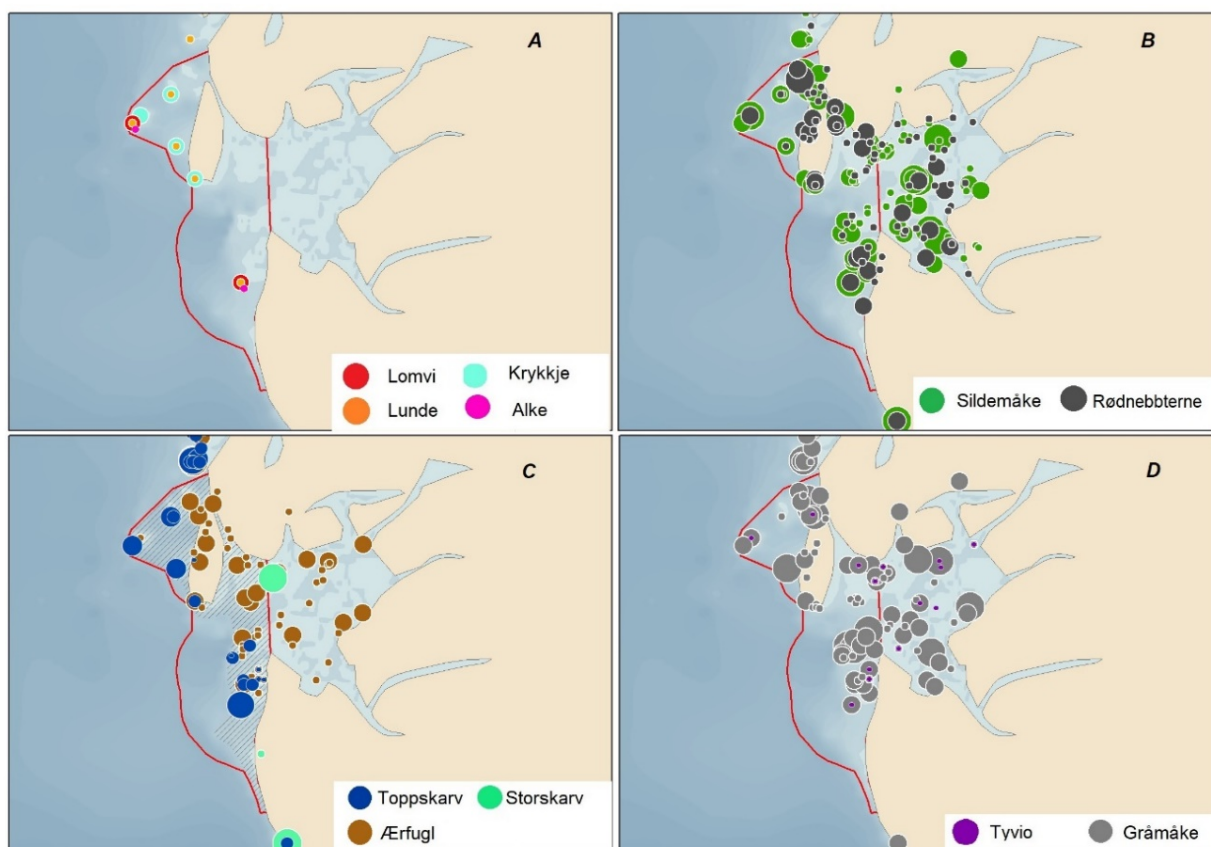 A
Lomvi Krykkje
Lunde Alke
B
Sildemåke Rødnebbterne
C
Toppskarv Storskarv
Ærfugl
D
Tyvjo Gråmåke